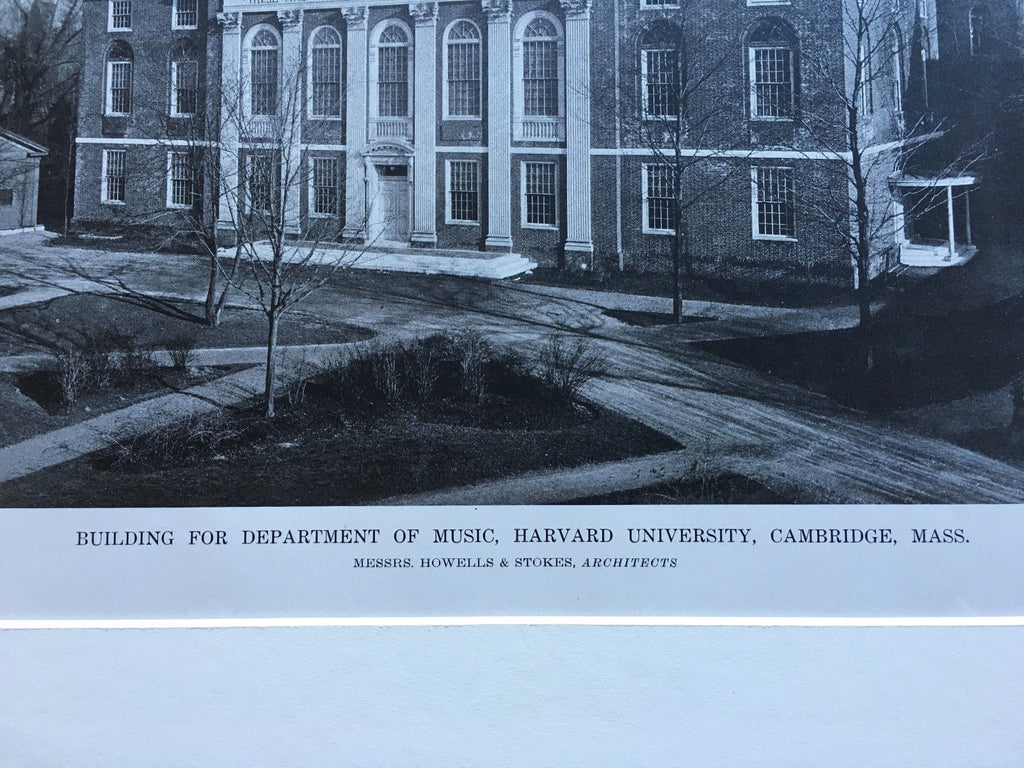 BUILDING FOR DEPARTMENT OF MUSIC, HARVARD UNIVERSITY, CAMBRIDGE, MASS.
MESSRS. HOWELLS & STOKES, ARCHITECTS